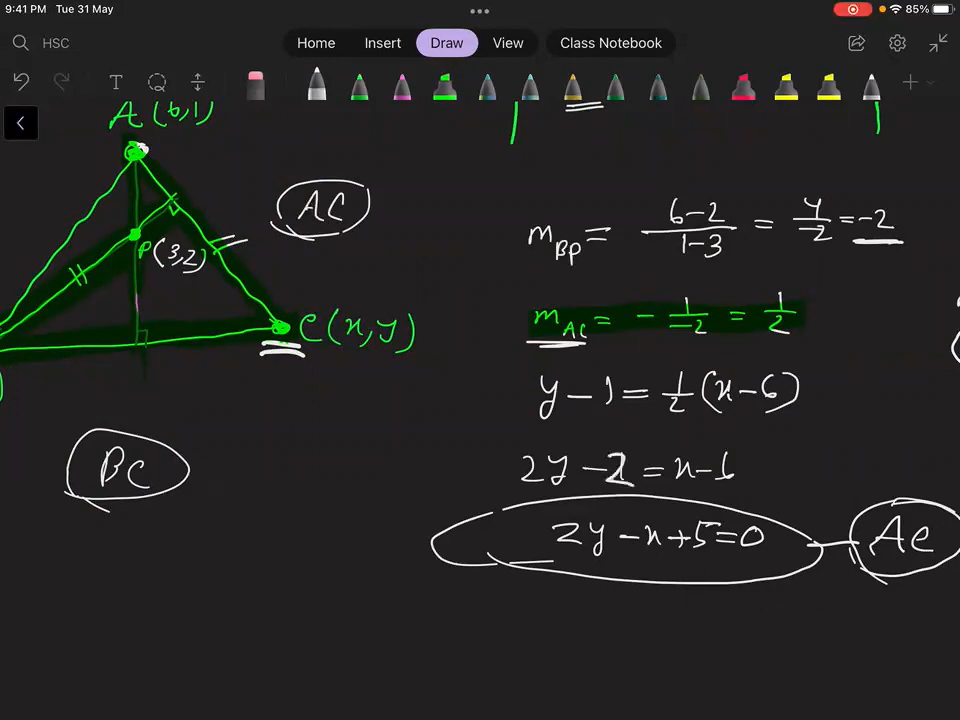 9:41 PM Tue 31 May
85%
HSC
Home Insert Draw View Class Notebook
A (6,1)
P (3,2)
C (x, y)
AC
BC
m_BP = (6-2)/(1-3) = 4/-2 = -2
m_AC = - 1/-2 = 1/2
y - 1 = 1/2 (x - 6)
2y - 2 = x - 6
2y - x + 5 = 0 — AC